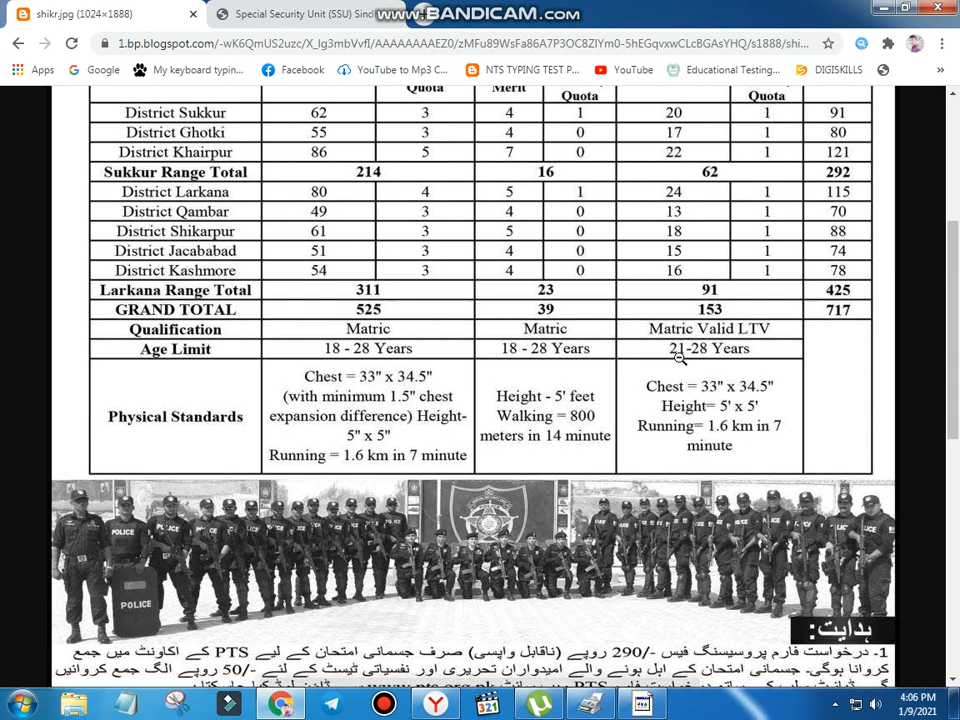 www.BANDICAM.com
shikr.jpg (1024×1888)
Special Security Unit (SSU) Sind
1.bp.blogspot.com/-wK6QmUS2uzc/X_Ig3mbVvfI/AAAAAAAAEZ0/zMFu89WsFa86A7P3OC8ZIYm0-5hEGqvxwCLcBGAsYHQ/s1888/shi...
Apps Google My keyboard typin... Facebook YouTube to Mp3 C... NTS TYPING TEST P... YouTube Educational Testing... DIGISKILLS »
Quota Merit Quota Quota
District Sukkur 62 3 4 1 20 1 91
District Ghotki 55 3 4 0 17 1 80
District Khairpur 86 5 7 0 22 1 121
Sukkur Range Total 214 16 62 292
District Larkana 80 4 5 1 24 1 115
District Qambar 49 3 4 0 13 1 70
District Shikarpur 61 3 5 0 18 1 88
District Jacababad 51 3 4 0 15 1 74
District Kashmore 54 3 4 0 16 1 78
Larkana Range Total 311 23 91 425
GRAND TOTAL 525 39 153 717
Qualification Matric Matric Matric Valid LTV
Age Limit 18 - 28 Years 18 - 28 Years 21-28 Years
Physical Standards
Chest = 33" x 34.5"
(with minimum 1.5" chest
expansion difference) Height-
5" x 5"
Running = 1.6 km in 7 minute
Height - 5' feet
Walking = 800
meters in 14 minute
Chest = 33" x 34.5"
Height= 5' x 5'
Running= 1.6 km in 7
minute
POLICE
POLICE
POLICE
ہدایت:
1- درخواست فارم پروسیسنگ فیس -/290 روپے (ناقابل واپسی) صرف جسمانی امتحان کے لیے PTS کے اکاونٹ میں جمع
کروانا ہوگی۔ جسمانی امتحان کے اہل ہونے والے امیدواران تحریری اور نفسیاتی ٹیسٹ کے لئے -/50 روپے الگ جمع کروائیں
www.pts.org.pk
321
4:06 PM
1/9/2021